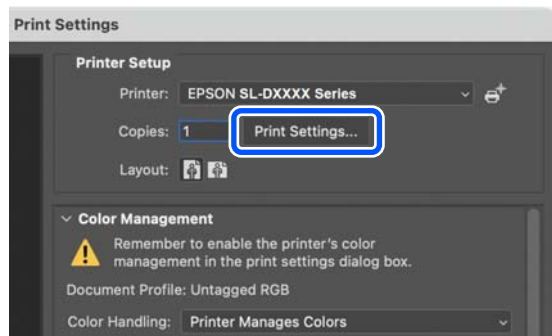 Print Settings
Printer Setup
Printer: EPSON SL-DXXXX Series
Copies: 1 Print Settings...
Layout:
Color Management
Remember to enable the printer's color
management in the print settings dialog box.
Document Profile: Untagged RGB
Color Handling: Printer Manages Colors